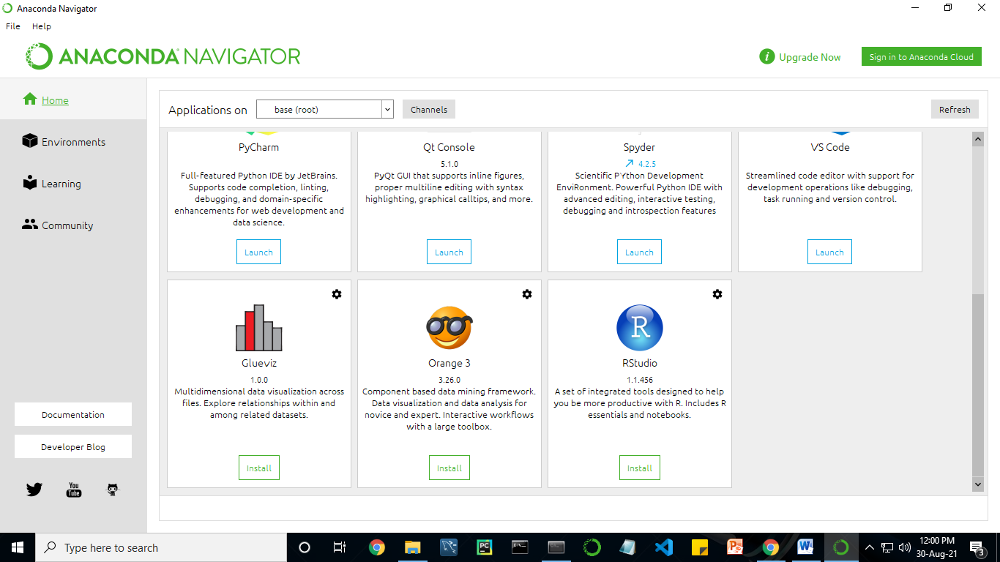 Anaconda Navigator
File Help
ANACONDA NAVIGATOR
i Upgrade Now
Sign in to Anaconda Cloud
Home
Environments
Learning
Community
Documentation
Developer Blog
You
Tube
Applications on base (root) Channels Refresh
PyCharm
Full-featured Python IDE by JetBrains.
Supports code completion, linting,
debugging, and domain-specific
enhancements for web development and
data science.
Launch
Qt Console
5.1.0
PyQt GUI that supports inline figures,
proper multiline editing with syntax
highlighting, graphical calltips, and more.
Launch
Spyder
4.2.5
Scientific PYthon Development
EnviRonment. Powerful Python IDE with
advanced editing, interactive testing,
debugging and introspection features
Launch
VS Code
Streamlined code editor with support for
development operations like debugging,
task running and version control.
Launch
Glueviz
1.0.0
Multidimensional data visualization across
files. Explore relationships within and
among related datasets.
Install
Orange 3
3.26.0
Component based data mining framework.
Data visualization and data analysis for
novice and expert. Interactive workflows
with a large toolbox.
Install
R
RStudio
1.1.456
A set of integrated tools designed to help
you be more productive with R. Includes R
essentials and notebooks.
Install
Type here to search
PC
P
W
12:00 PM
30-Aug-21
3